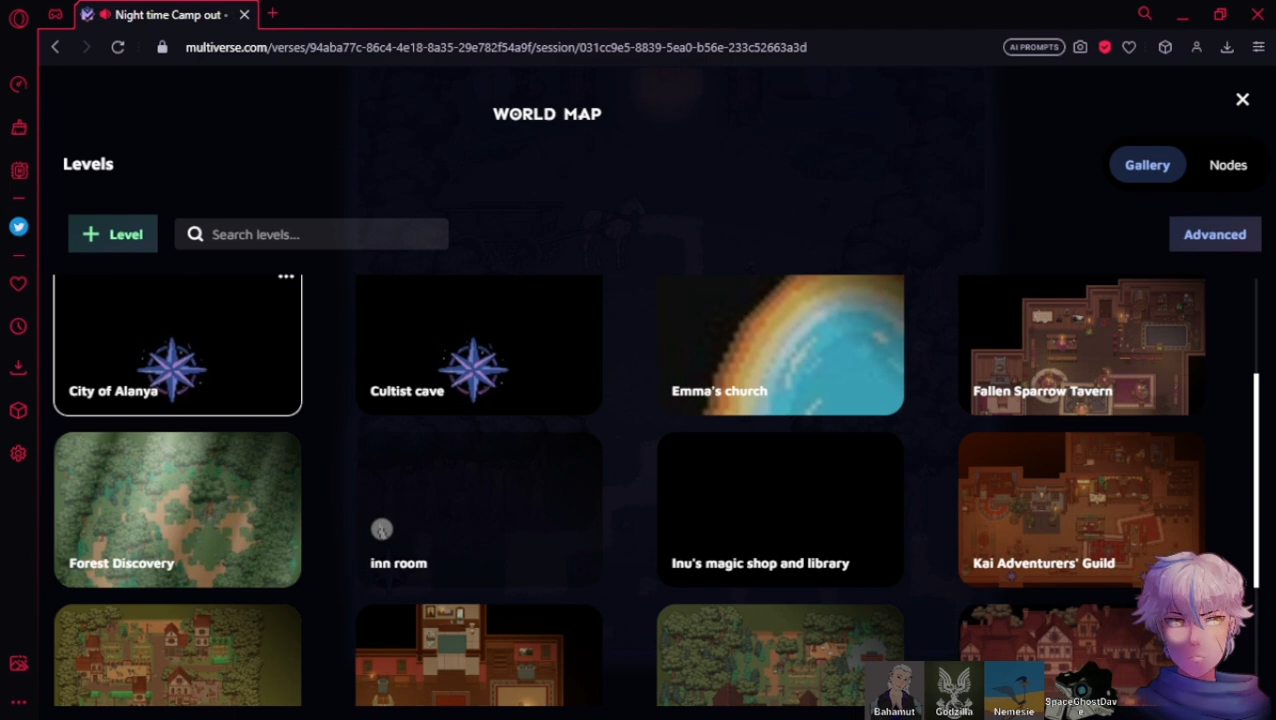 Night time Camp out -
multiverse.com/verses/94aba77c-86c4-4e18-8a35-29e782f54a9f/session/031cc9e5-8839-5ea0-b56e-233c52663a3d
AI PROMPTS
WORLD MAP
Levels
Gallery
Nodes
+ Level
Search levels...
Advanced
City of Alanya
Cultist cave
Emma's church
Fallen Sparrow Tavern
Forest Discovery
inn room
Inu's magic shop and library
Kai Adventurers' Guild
Bahamut
Godzilla
Nemesie
SpaceGhostDav
e